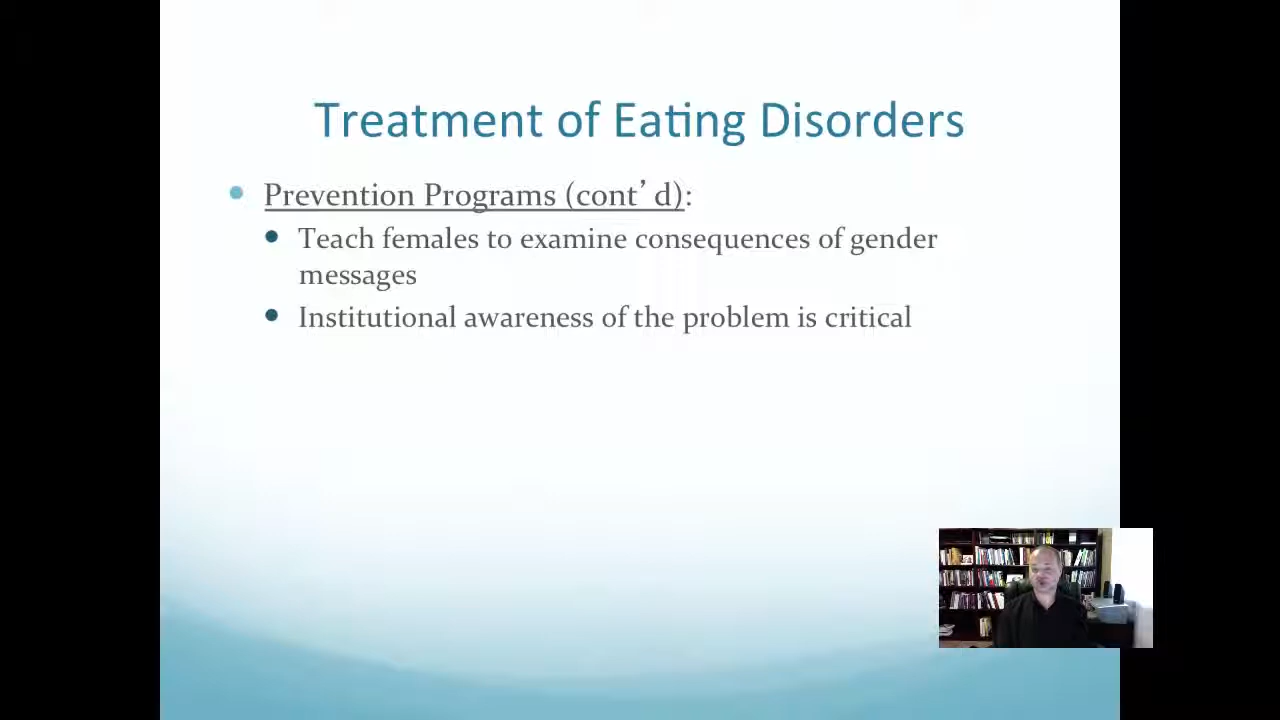 Treatment of Eating Disorders
Prevention Programs (cont’d):
Teach females to examine consequences of gender
messages
Institutional awareness of the problem is critical